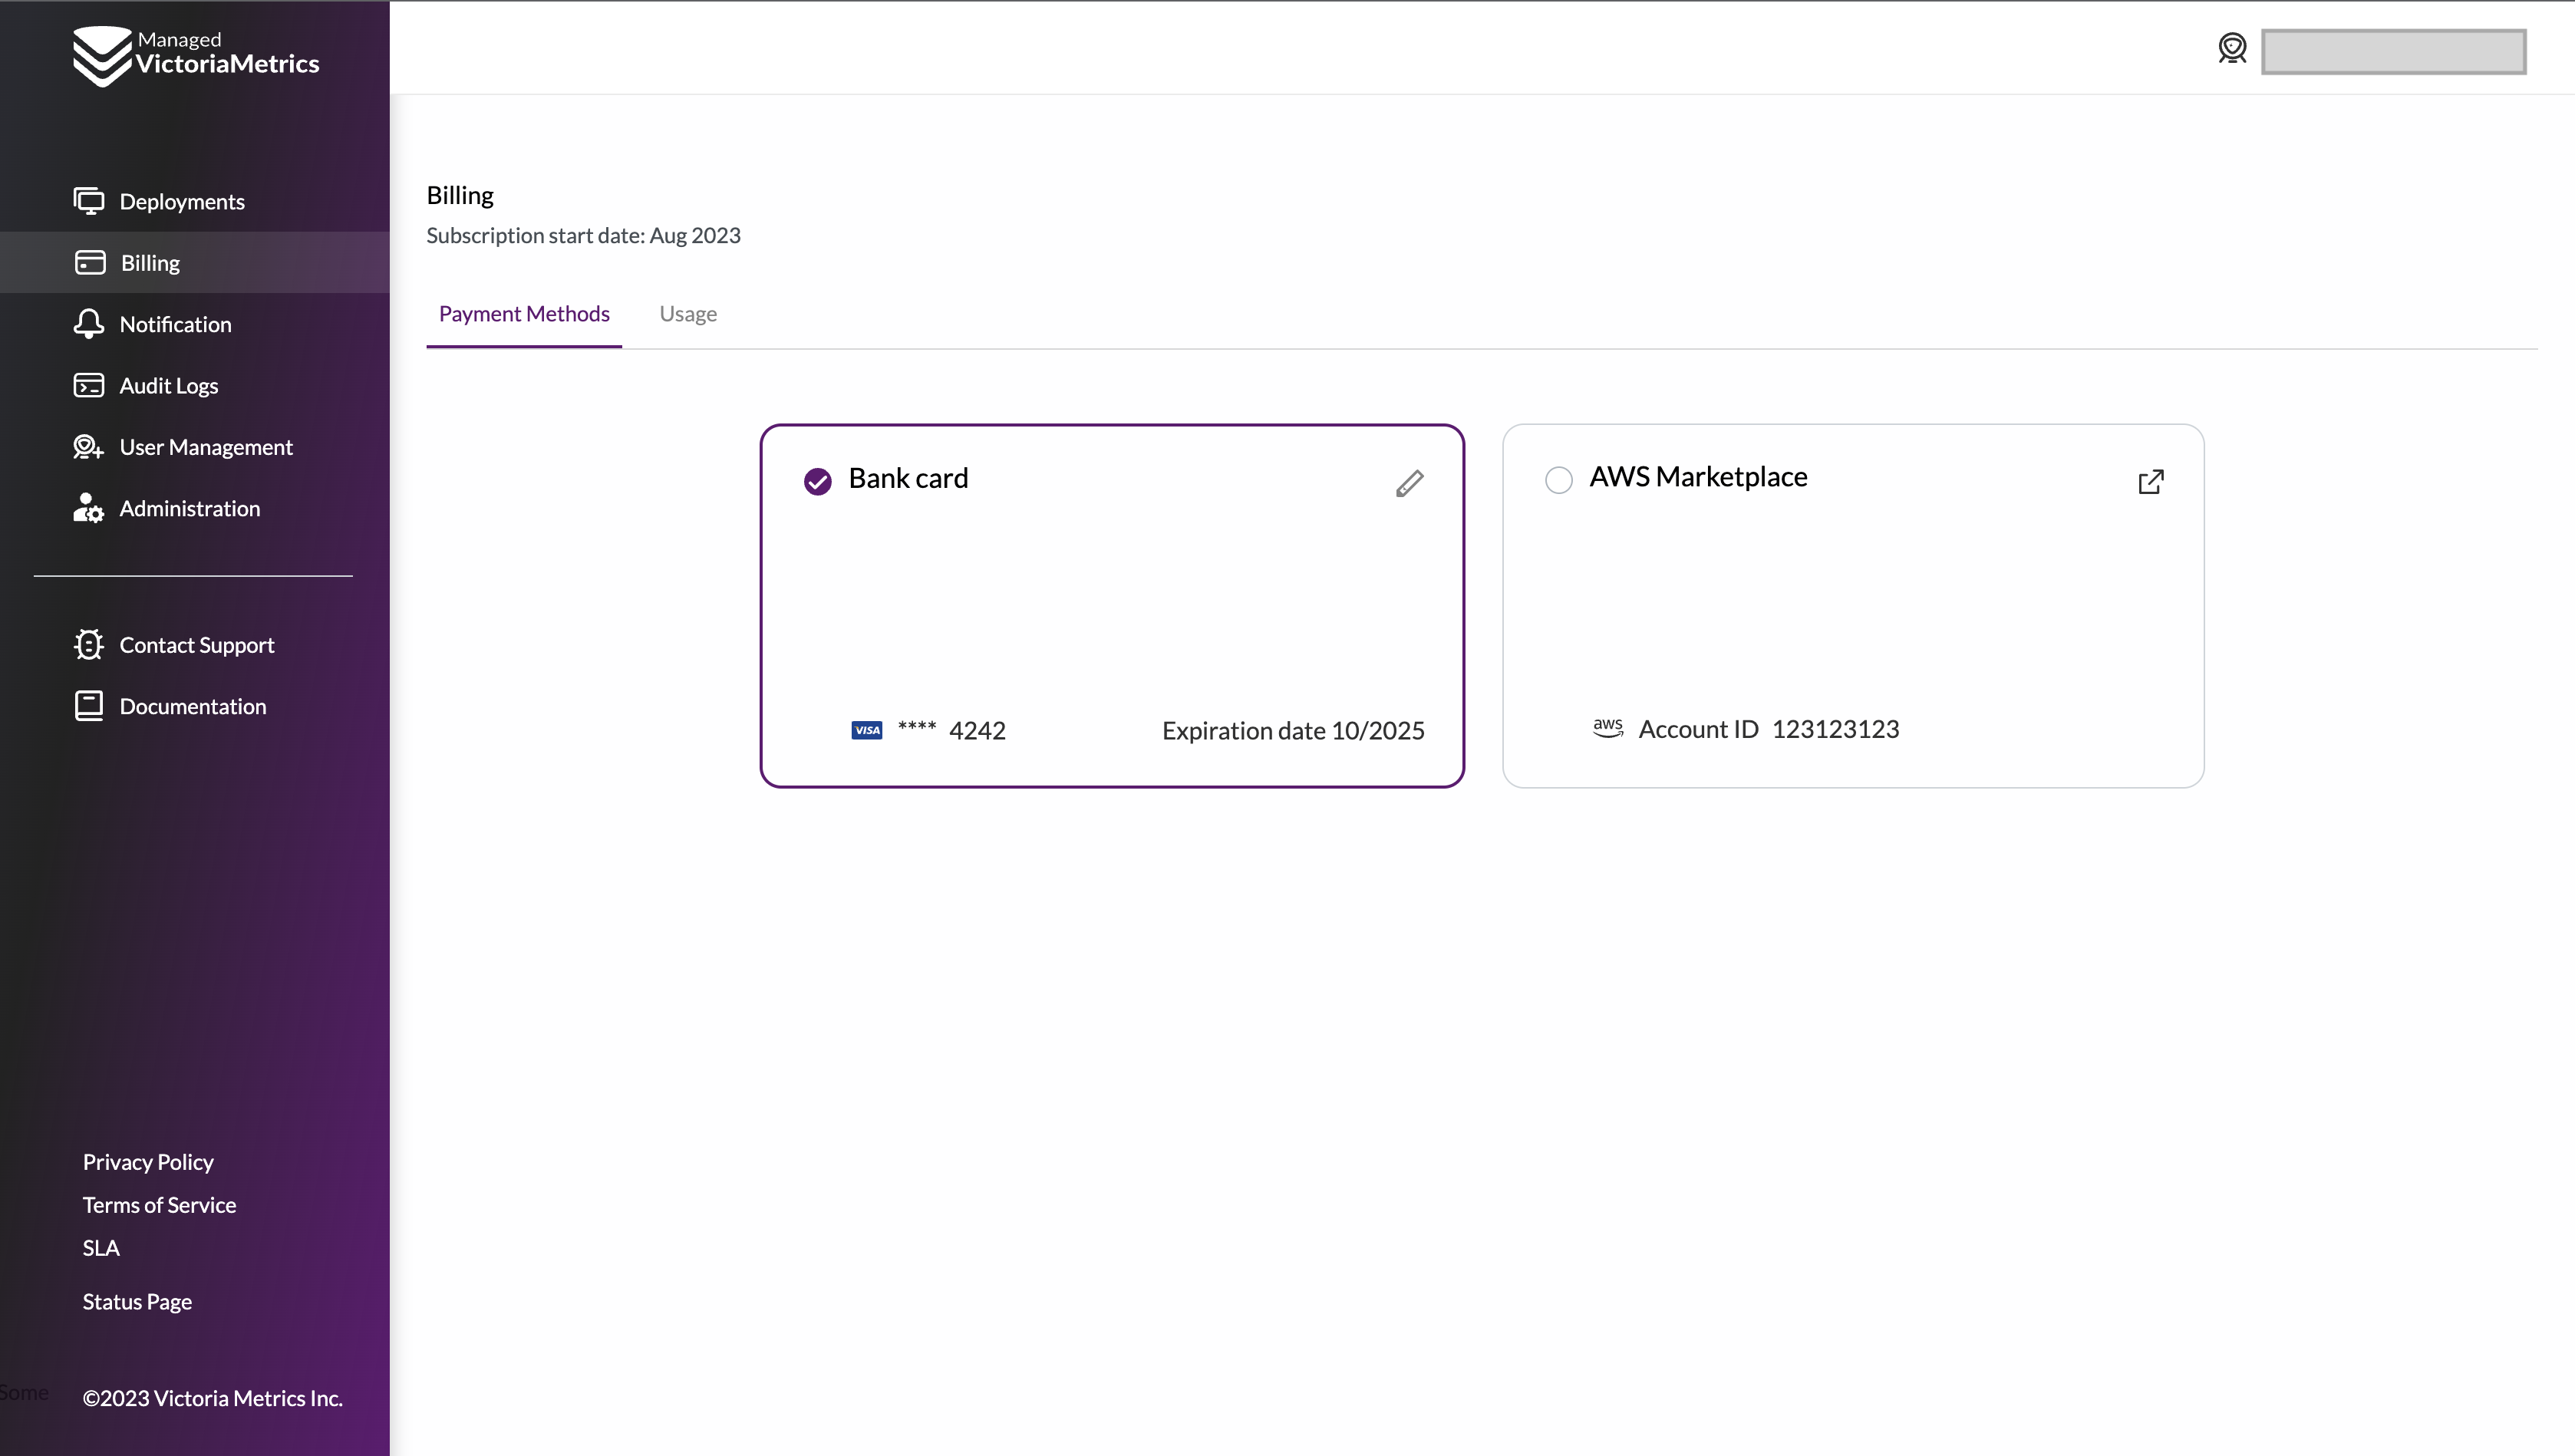 Managed
VictoriaMetrics
Deployments
Billing
Notification
Audit Logs
User Management
Administration
Contact Support
Documentation
Privacy Policy
Terms of Service
SLA
Status Page
Some
©2023 Victoria Metrics Inc.
Billing
Subscription start date: Aug 2023
Payment Methods Usage
Bank card
VISA **** 4242 Expiration date 10/2025
AWS Marketplace
aws Account ID 123123123